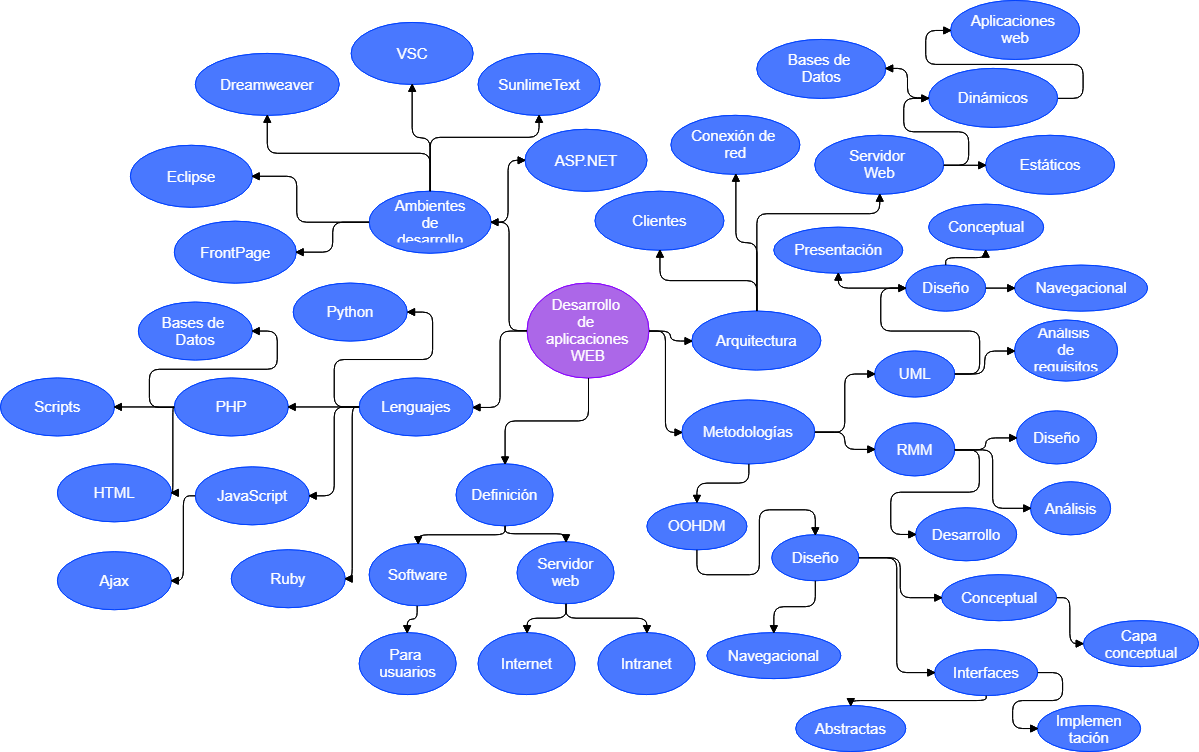 Aplicaciones
web
VSC
Bases de
Datos
Dreamweaver
SunlimeText
Dinámicos
Conexión de
red
ASP.NET
Servidor
Web
Estáticos
Eclipse
Ambientes
de
desarrollo
Clientes
Conceptual
FrontPage
Presentación
Diseño
Navegacional
Python
Desarrollo
de
aplicaciones
WEB
Bases de
Datos
Arquitectura
Análisis
de
requisitos
UML
Scripts
PHP
Lenguajes
Metodologías
Diseño
RMM
HTML
JavaScript
Definición
Análisis
OOHDM
Desarrollo
Ajax
Ruby
Software
Servidor
web
Diseño
Conceptual
Capa
conceptual
Para
usuarios
Internet
Intranet
Navegacional
Interfaces
Abstractas
Implemen
tación